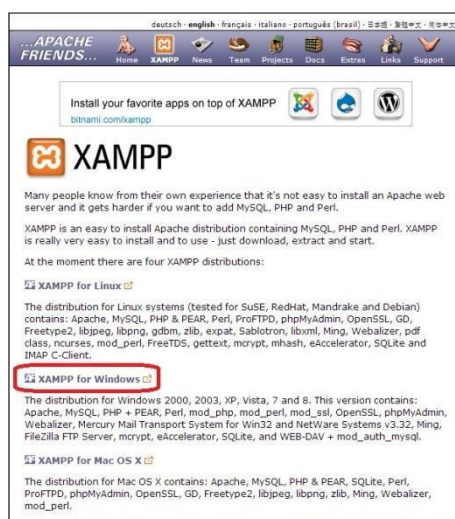 deutsch · english · français · italiano · português (brasil) · 日本語 · 繁體中文 · 简体中文
...APACHE
FRIENDS...
Home XAMPP News Team Projects Docs Extras Links Support
Install your favorite apps on top of XAMPP
bitnami.com/xampp
XAMPP
Many people know from their own experience that it's not easy to install an Apache web
server and it gets harder if you want to add MySQL, PHP and Perl.
XAMPP is an easy to install Apache distribution containing MySQL, PHP and Perl. XAMPP
is really very easy to install and to use - just download, extract and start.
At the moment there are four XAMPP distributions:
XAMPP for Linux
The distribution for Linux systems (tested for SuSE, RedHat, Mandrake and Debian)
contains: Apache, MySQL, PHP & PEAR, Perl, ProFTPD, phpMyAdmin, OpenSSL, GD,
Freetype2, libjpeg, libpng, gdbm, zlib, expat, Sablotron, libxml, Ming, Webalizer, pdf
class, ncurses, mod_perl, FreeTDS, gettext, mcrypt, mhash, eAccelerator, SQLite and
IMAP C-Client.
XAMPP for Windows
The distribution for Windows 2000, 2003, XP, Vista, 7 and 8. This version contains:
Apache, MySQL, PHP + PEAR, Perl, mod_php, mod_perl, mod_ssl, OpenSSL, phpMyAdmin,
Webalizer, Mercury Mail Transport System for Win32 and NetWare Systems v3.32, Ming,
FileZilla FTP Server, mcrypt, eAccelerator, SQLite, and WEB-DAV + mod_auth_mysql.
XAMPP for Mac OS X
The distribution for Mac OS X contains: Apache, MySQL, PHP & PEAR, SQLite, Perl,
ProFTPD, phpMyAdmin, OpenSSL, GD, Freetype2, libjpeg, libpng, zlib, Ming, Webalizer,
mod_perl.